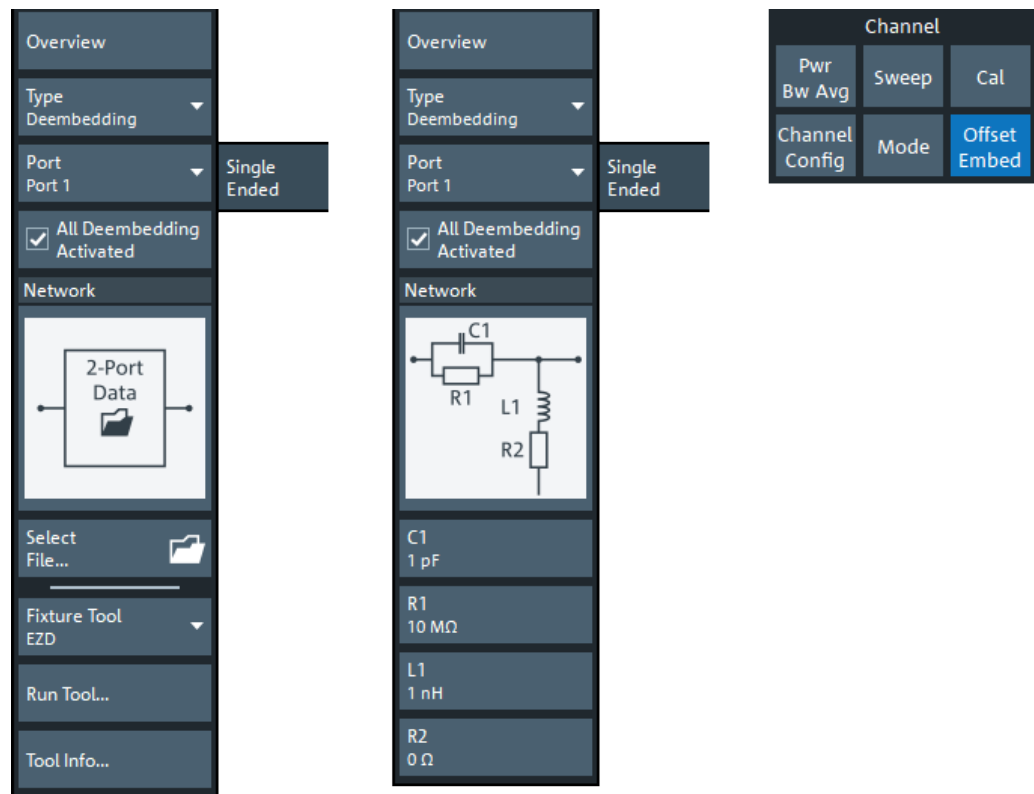 Overview
Type
Deembedding
Port
Port 1
Single
Ended
All Deembedding
Activated
Network
2-Port
Data
Select
File...
Fixture Tool
EZD
Run Tool...
Tool Info...
Overview
Type
Deembedding
Port
Port 1
Single
Ended
All Deembedding
Activated
Network
C1
R1
L1
R2
C1
1 pF
R1
10 MΩ
L1
1 nH
R2
0 Ω
Channel
Pwr
Bw Avg
Sweep
Cal
Channel
Config
Mode
Offset
Embed